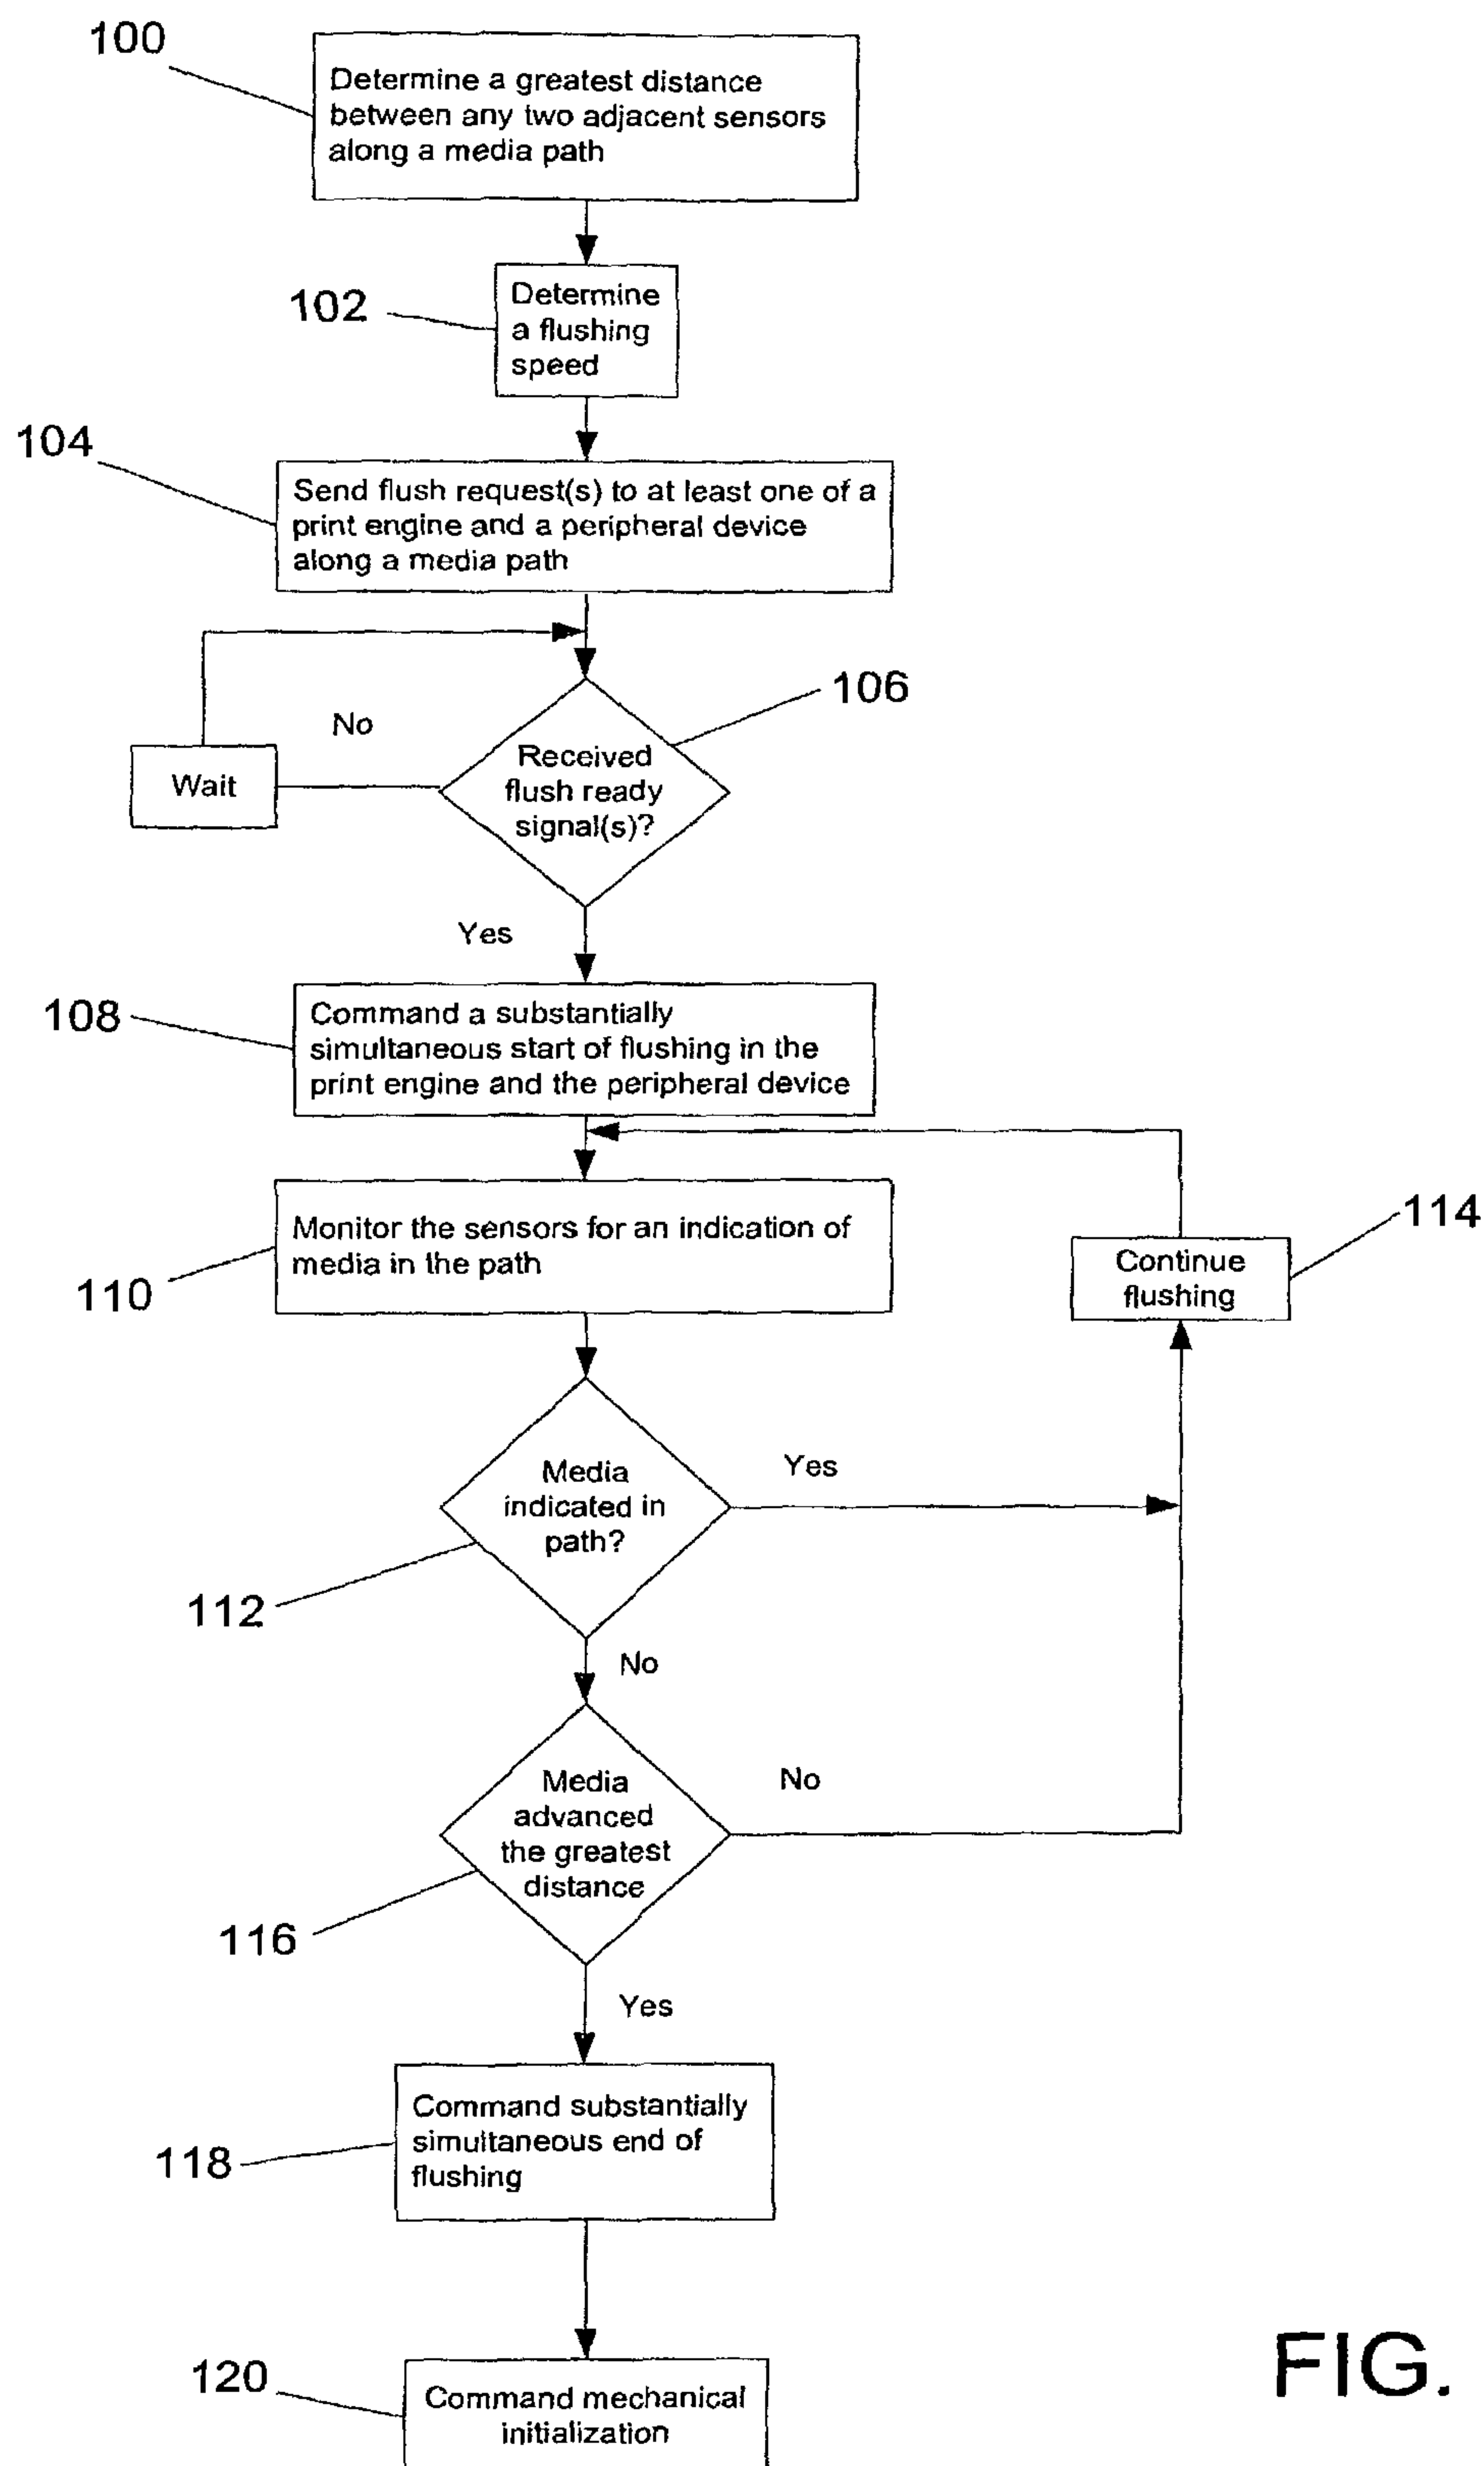 100
Determine a greatest distance
between any two adjacent sensors
along a media path
102
Determine
a flushing
speed
104
Send flush request(s) to at least one of a
print engine and a peripheral device
along a media path
106
No
Wait
Received
flush ready
signal(s)?
Yes
108
Command a substantially
simultaneous start of flushing in the
print engine and the peripheral device
110
Monitor the sensors for an indication of
media in the path
114
Continue
flushing
Media
indicated in
path?
Yes
112
No
Media
advanced
the greatest
distance
No
116
Yes
118
Command substantially
simultaneous end of
flushing
120
Command mechanical
initialization
FIG.